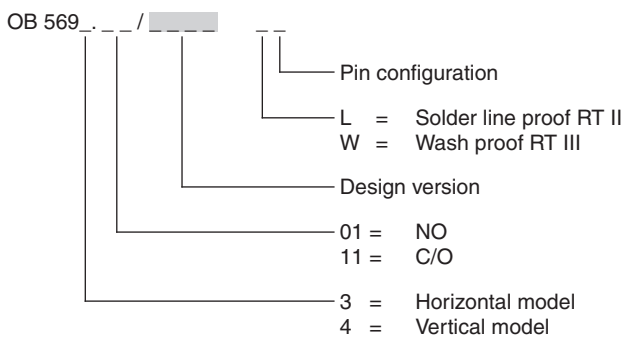 OB 569_._ _ / _ _ _ _ _ _
Pin configuration
L = Solder line proof RT II
W = Wash proof RT III
Design version
01 = NO
11 = C/O
3 = Horizontal model
4 = Vertical model